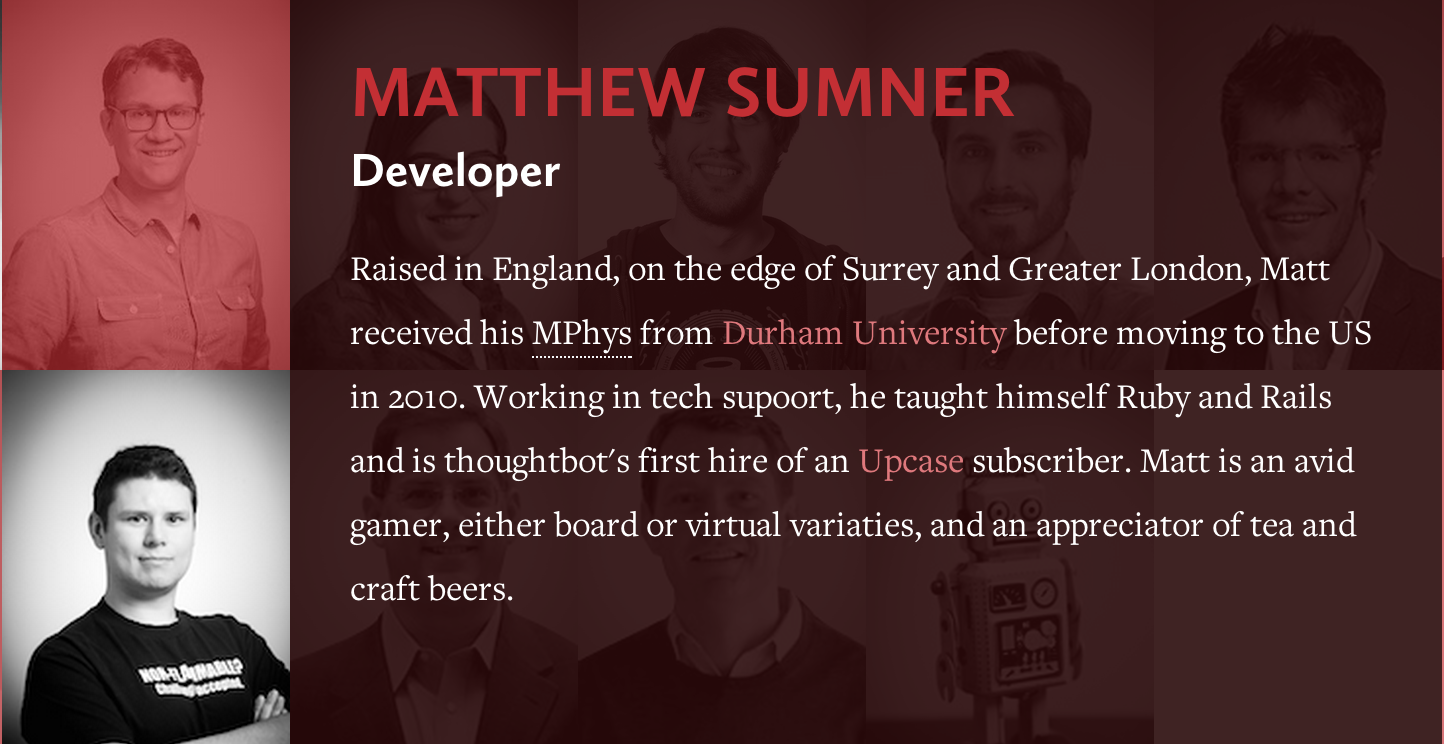 MATTHEW SUMNER
Developer
Raised in England, on the edge of Surrey and Greater London, Matt
received his MPhys from Durham University before moving to the US
in 2010. Working in tech supoort, he taught himself Ruby and Rails
and is thoughtbot's first hire of an Upcase subscriber. Matt is an avid
gamer, either board or virtual variaties, and an appreciator of tea and
craft beers.
NON-FLAMMABLE?
Challenge accepted.